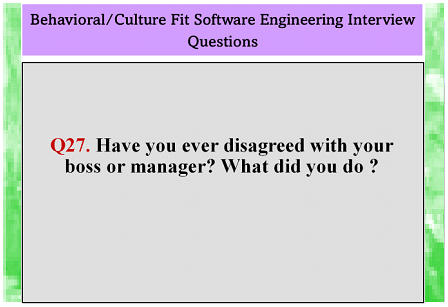 Behavioral/Culture Fit Software Engineering Interview
Questions
Q27. Have you ever disagreed with your
boss or manager? What did you do ?